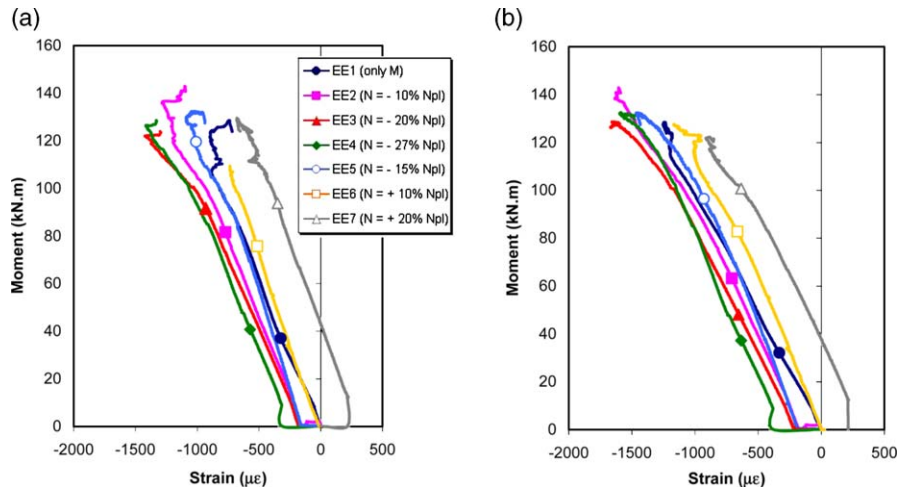 (a)
160
140
120
100
80
60
40
20
0
Moment (kN.m)
-2000
-1500
-1000
-500
0
500
Strain (με)
EE1 (only M)
EE2 (N = - 10% Npl)
EE3 (N = - 20% Npl)
EE4 (N = - 27% Npl)
EE5 (N = - 15% Npl)
EE6 (N = + 10% Npl)
EE7 (N = + 20% Npl)
(b)
160
140
120
100
80
60
40
20
0
Moment (kN.m)
-2000
-1500
-1000
-500
0
500
Strain (με)